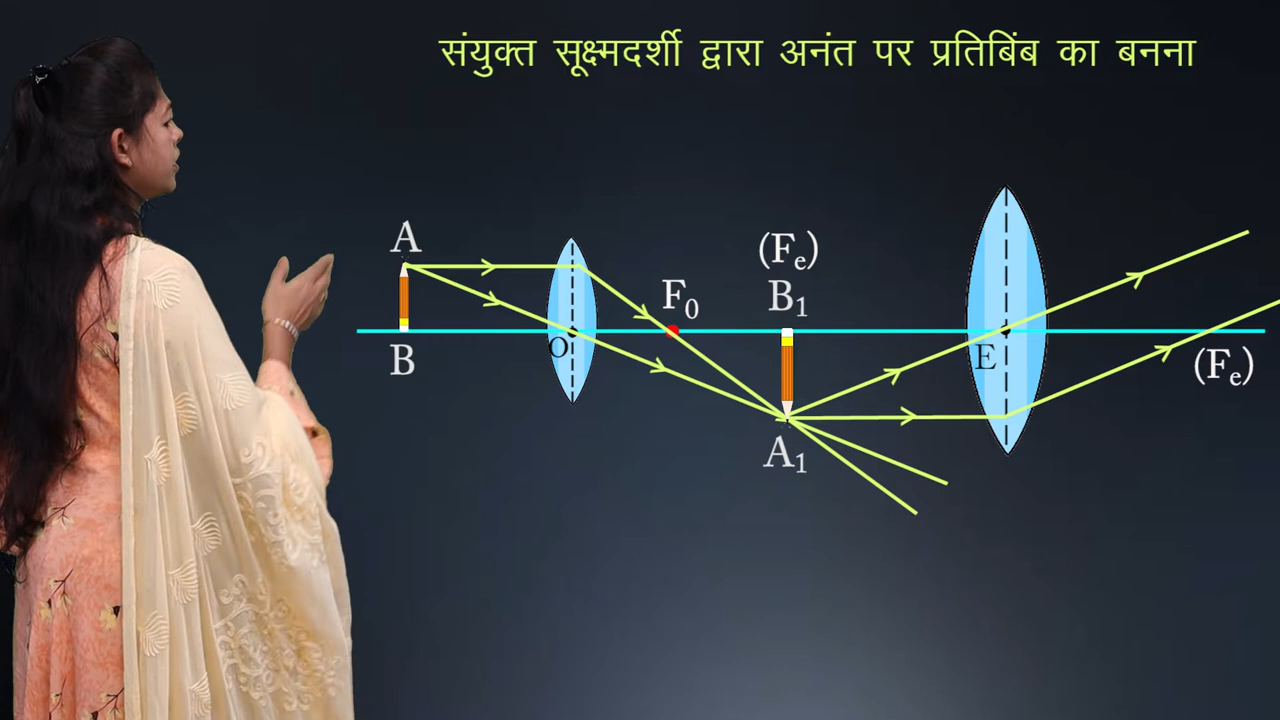 संयुक्त सूक्ष्मदर्शी द्वारा अनंत पर प्रतिबिंब का बनना
A
(Fₑ)
F₀
B₁
B
O
E
(Fₑ)
A₁